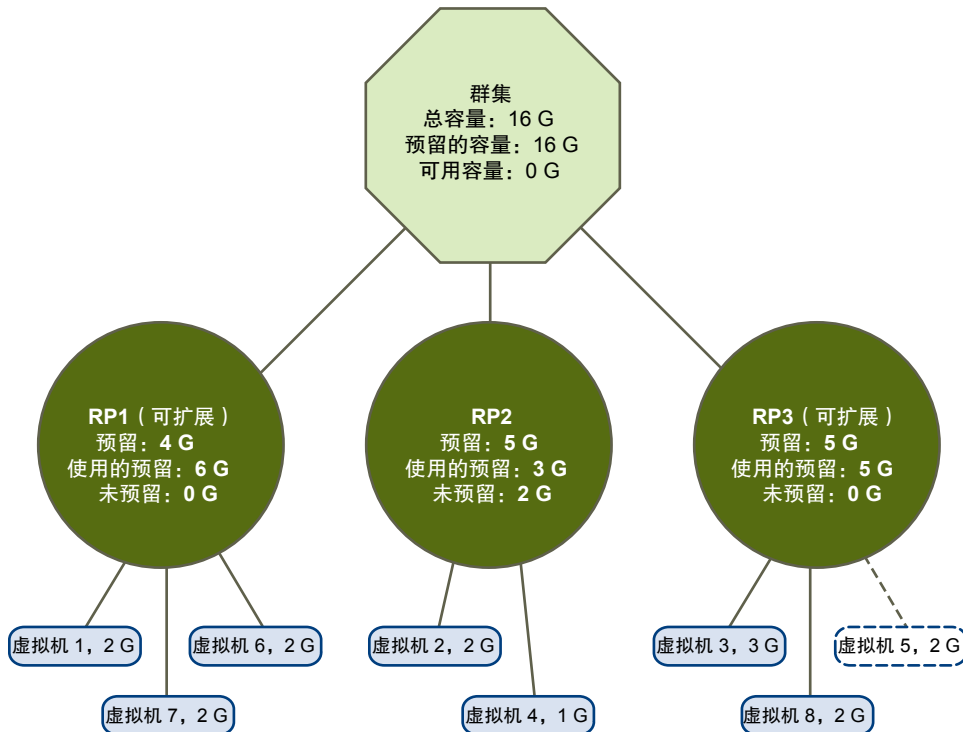 群集
总容量：16 G
预留的容量：16 G
可用容量：0 G
RP1（可扩展）
预留：4 G
使用的预留：6 G
未预留：0 G
RP2
预留：5 G
使用的预留：3 G
未预留：2 G
RP3（可扩展）
预留：5 G
使用的预留：5 G
未预留：0 G
虚拟机 1，2 G
虚拟机 6，2 G
虚拟机 2，2 G
虚拟机 3，3 G
虚拟机 5，2 G
虚拟机 7，2 G
虚拟机 4，1 G
虚拟机 8，2 G